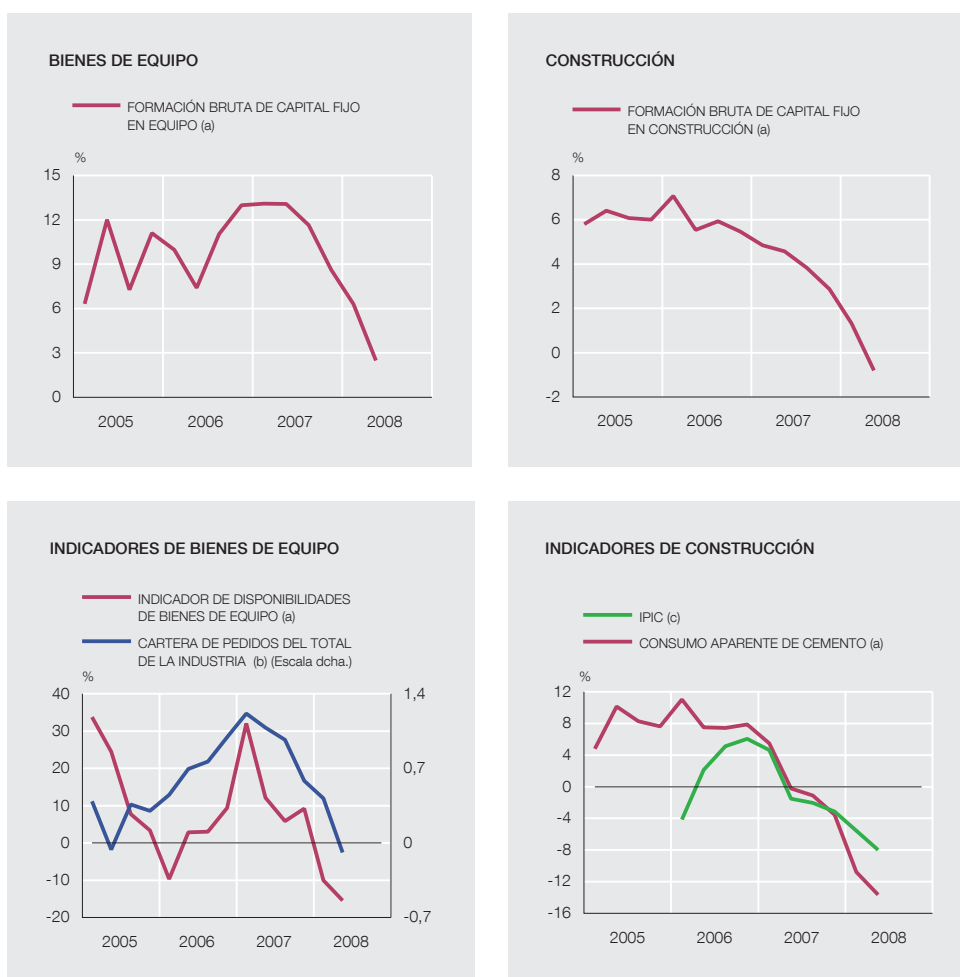 BIENES DE EQUIPO
FORMACIÓN BRUTA DE CAPITAL FIJO
EN EQUIPO (a)
%
15
12
9
6
3
0
2005 2006 2007 2008
CONSTRUCCIÓN
FORMACIÓN BRUTA DE CAPITAL FIJO
EN CONSTRUCCIÓN (a)
%
8
6
4
2
0
-2
2005 2006 2007 2008
INDICADORES DE BIENES DE EQUIPO
INDICADOR DE DISPONIBILIDADES
DE BIENES DE EQUIPO (a)
CARTERA DE PEDIDOS DEL TOTAL
DE LA INDUSTRIA (b) (Escala dcha.)
%
40 1,4
30
20 0,7
10
0 0
-10
-20 -0,7
2005 2006 2007 2008
INDICADORES DE CONSTRUCCIÓN
IPIC (c)
CONSUMO APARENTE DE CEMENTO (a)
%
12
8
4
0
-4
-8
-12
-16
2005 2006 2007 2008